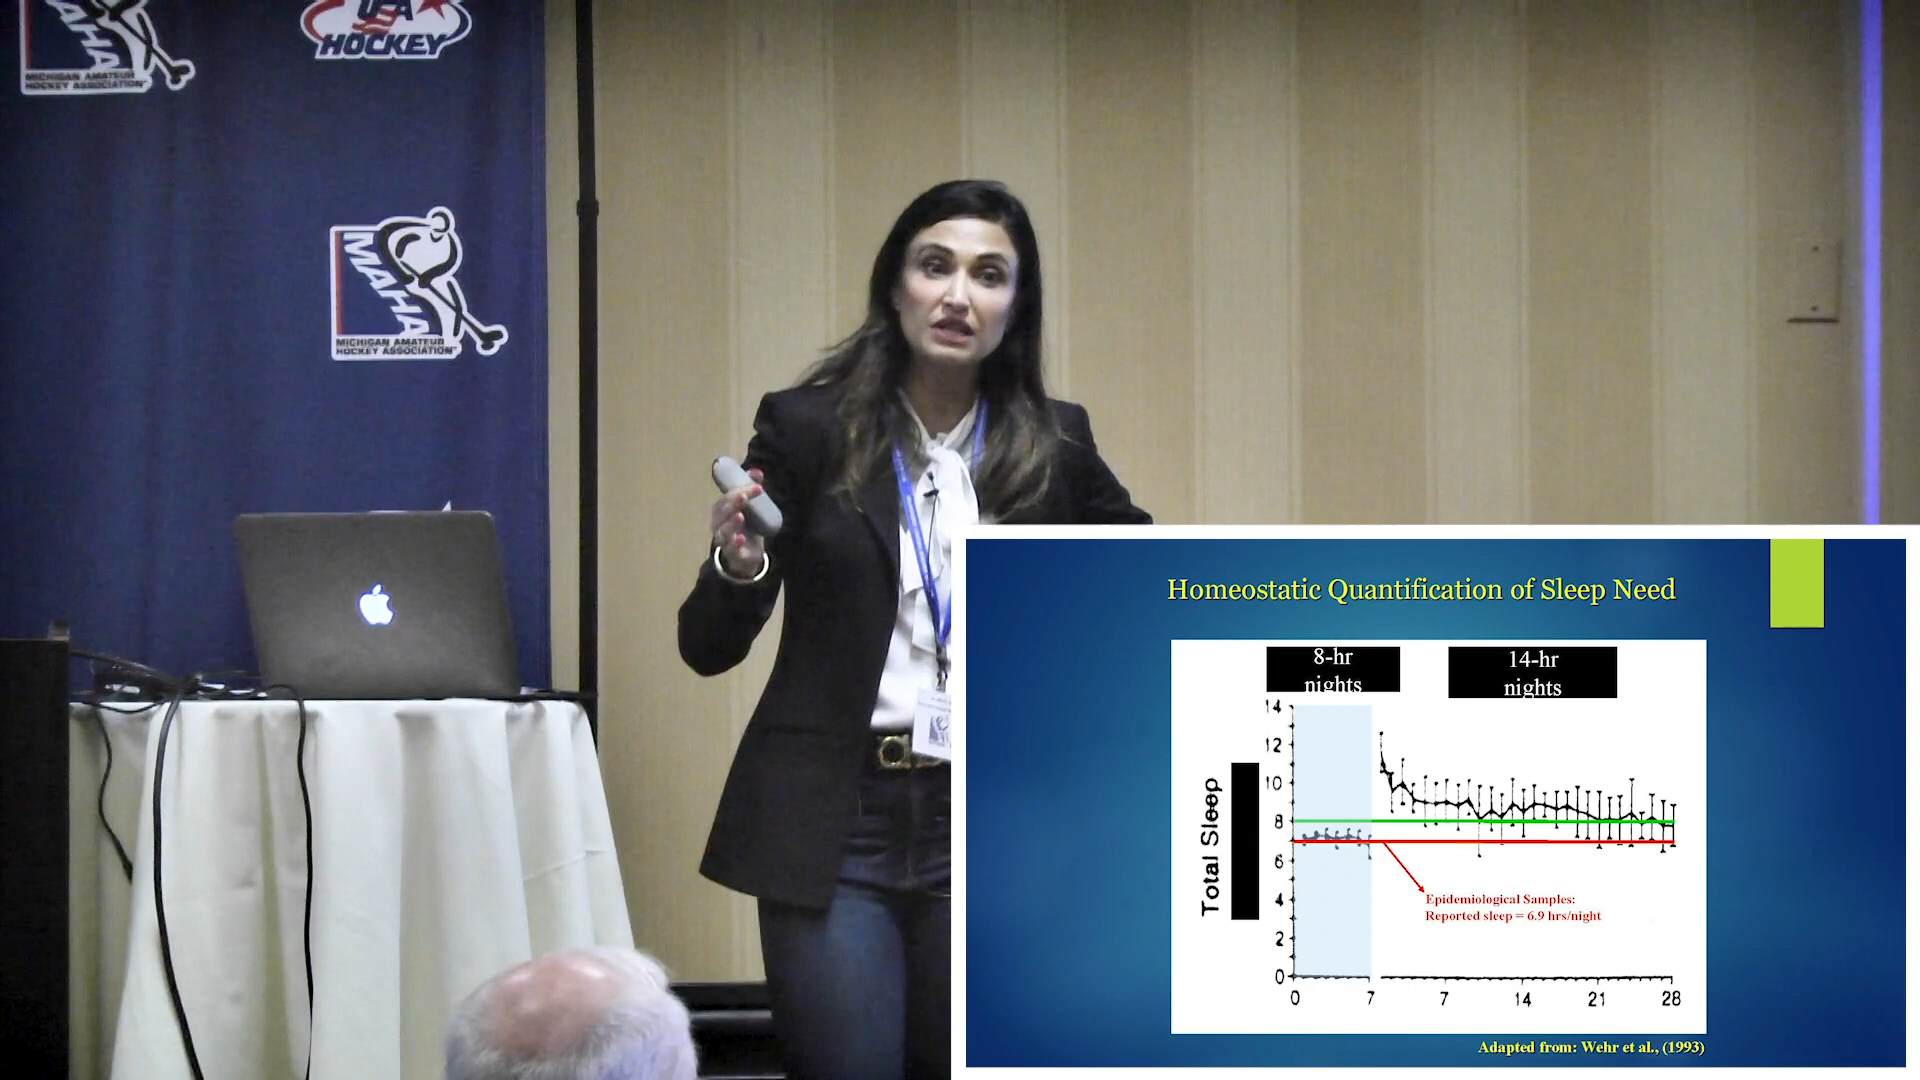 MAHA
MICHIGAN AMATEUR
HOCKEY ASSOCIATION
USA
HOCKEY
MAHA
MICHIGAN AMATEUR
HOCKEY ASSOCIATION
Homeostatic Quantification of Sleep Need
8-hr
nights
14-hr
nights
Total Sleep
14
12
10
8
6
4
2
0
0 7 7 14 21 28
Epidemiological Samples:
Reported sleep = 6.9 hrs/night
Adapted from: Wehr et al., (1993)